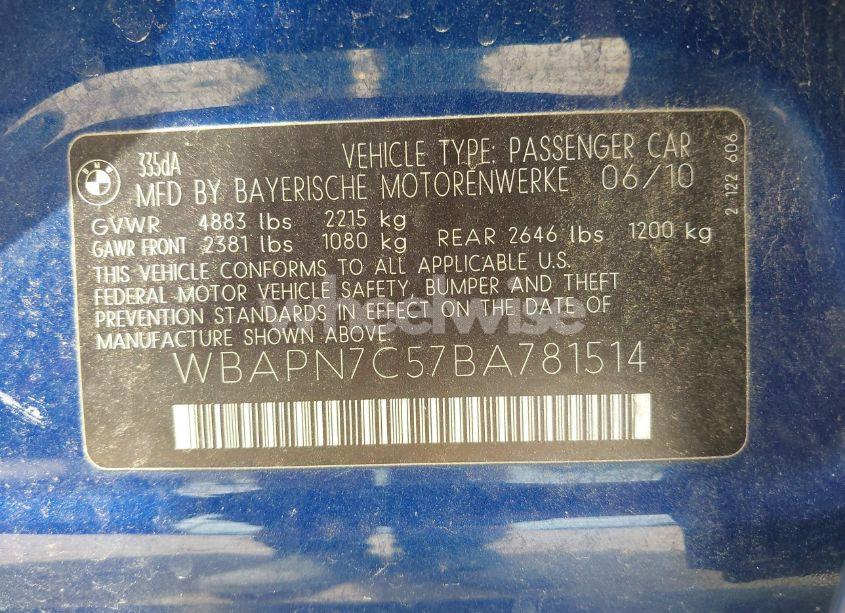 BMW
335dA
VEHICLE TYPE: PASSENGER CAR
MFD BY BAYERISCHE MOTORENWERKE 06/10
GVWR 4883 lbs 2215 kg
GAWR FRONT 2381 lbs 1080 kg REAR 2646 lbs 1200 kg
THIS VEHICLE CONFORMS TO ALL APPLICABLE U.S.
FEDERAL MOTOR VEHICLE SAFETY, BUMPER AND THEFT
PREVENTION STANDARDS IN EFFECT ON THE DATE OF
MANUFACTURE SHOWN ABOVE.
WBAPN7C57BA781514
2 122 606
wheelwise